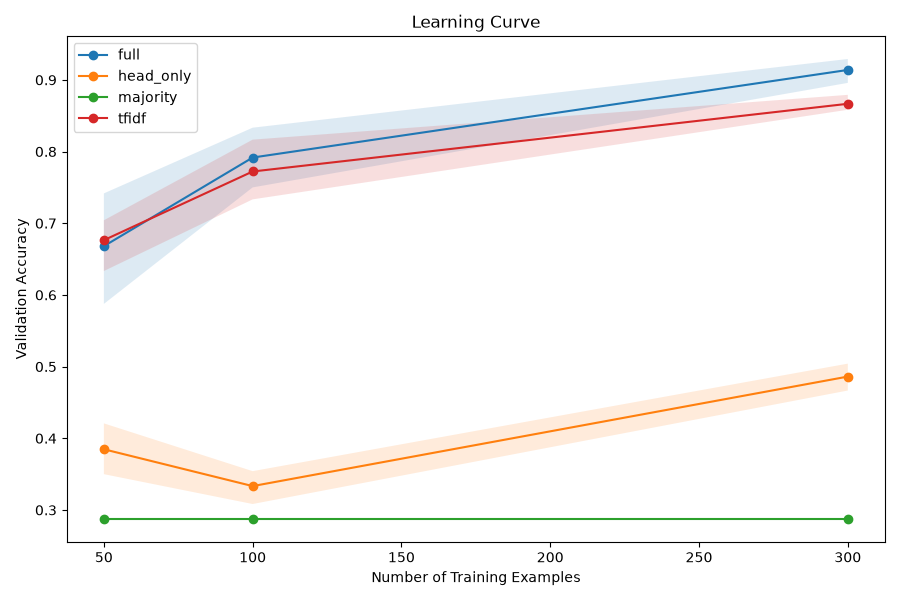 Learning Curve
full
head_only
majority
tfidf
Validation Accuracy
0.9
0.8
0.7
0.6
0.5
0.4
0.3
50 100 150 200 250 300
Number of Training Examples